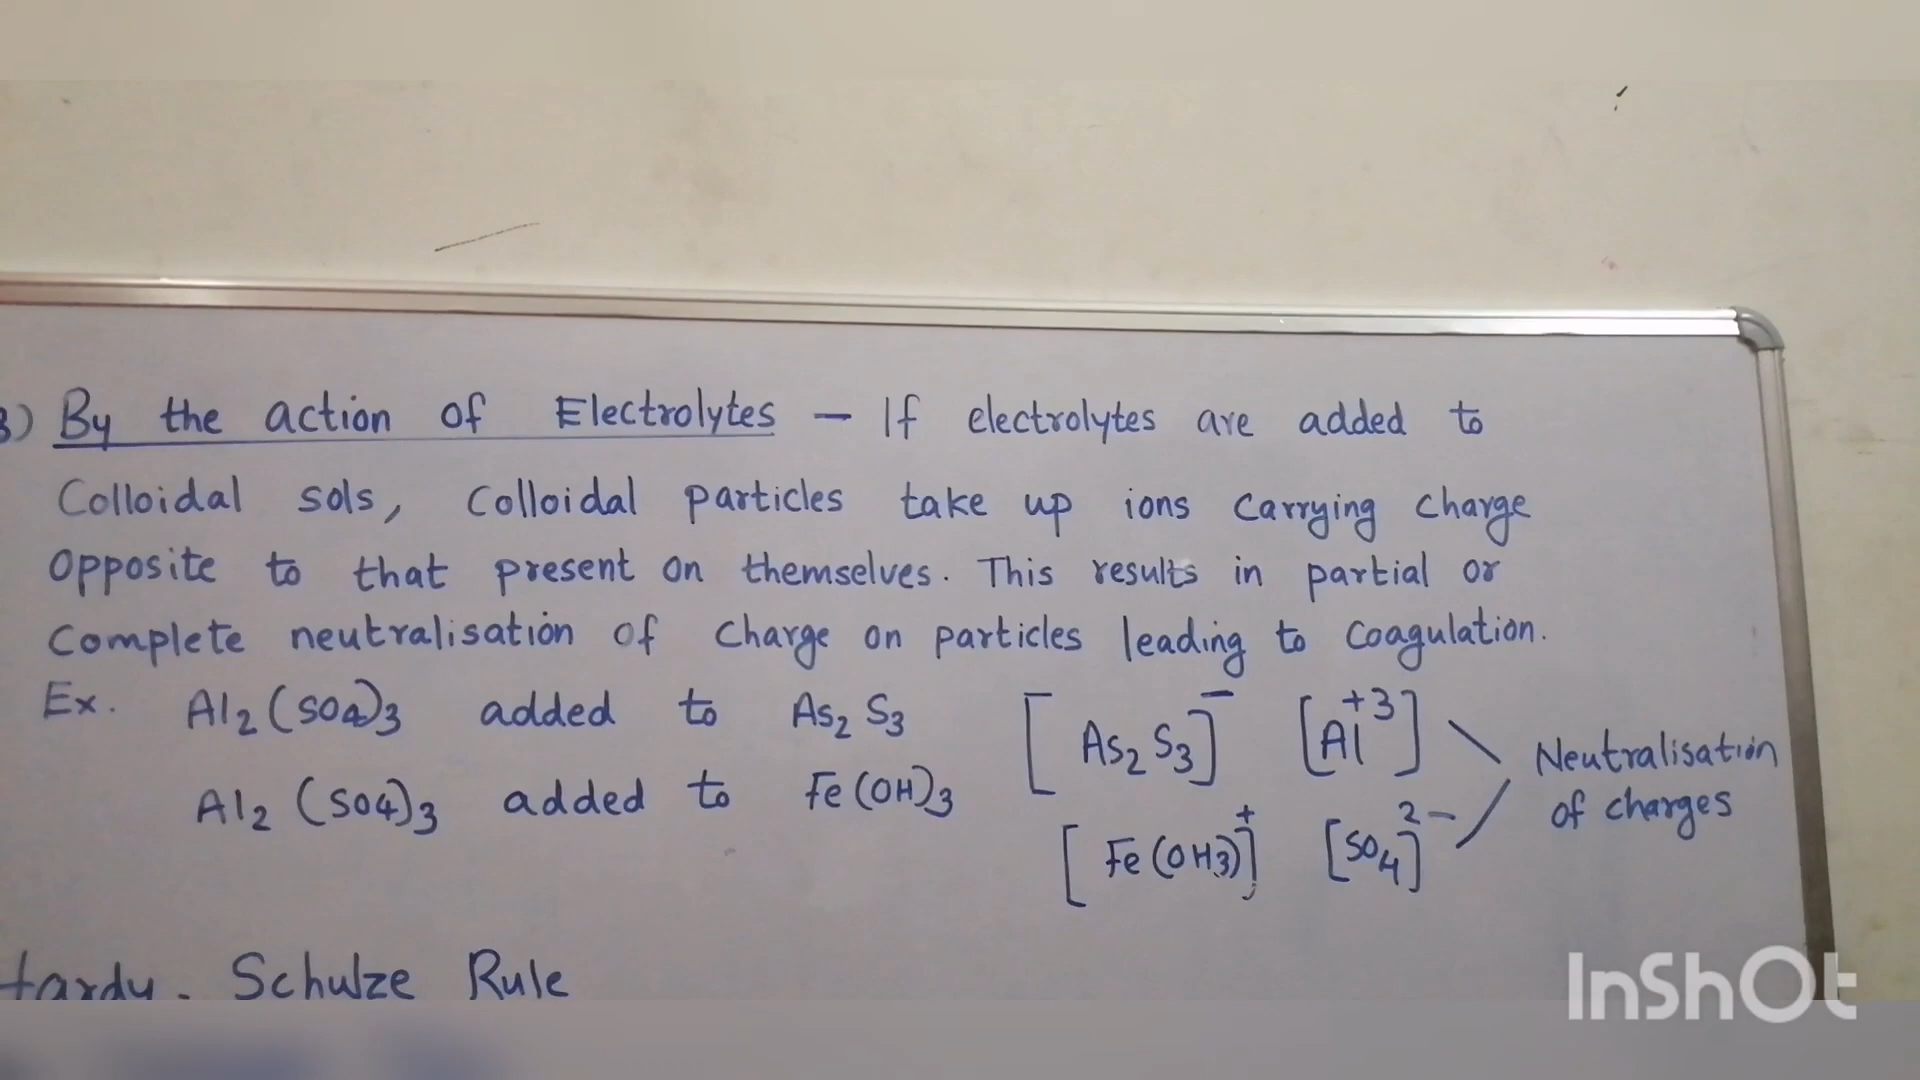 3) By the action of Electrolytes – If electrolytes are added to
Colloidal sols, Colloidal particles take up ions carrying charge
opposite to that present on themselves. This results in partial or
Complete neutralisation of charge on particles leading to coagulation.
Ex. Al₂(SO₄)₃ added to As₂S₃ [As₂S₃]⁻ [Al⁺³]
Al₂(SO₄)₃ added to Fe(OH)₃ [Fe(OH3)]⁺ [SO₄]²⁻
Neutralisation
of charges
Hardy. Schulze Rule
InShOt